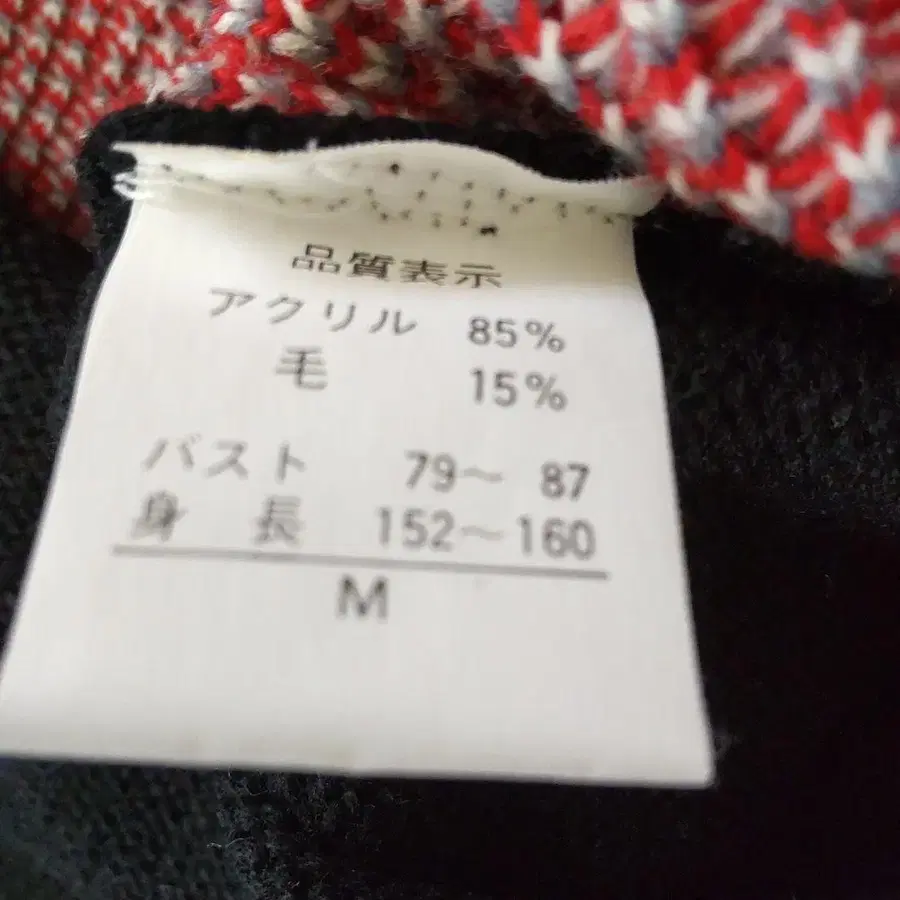 品質表示
アクリル 85%
毛 15%
バスト 79〜 87
身 長 152〜160
M